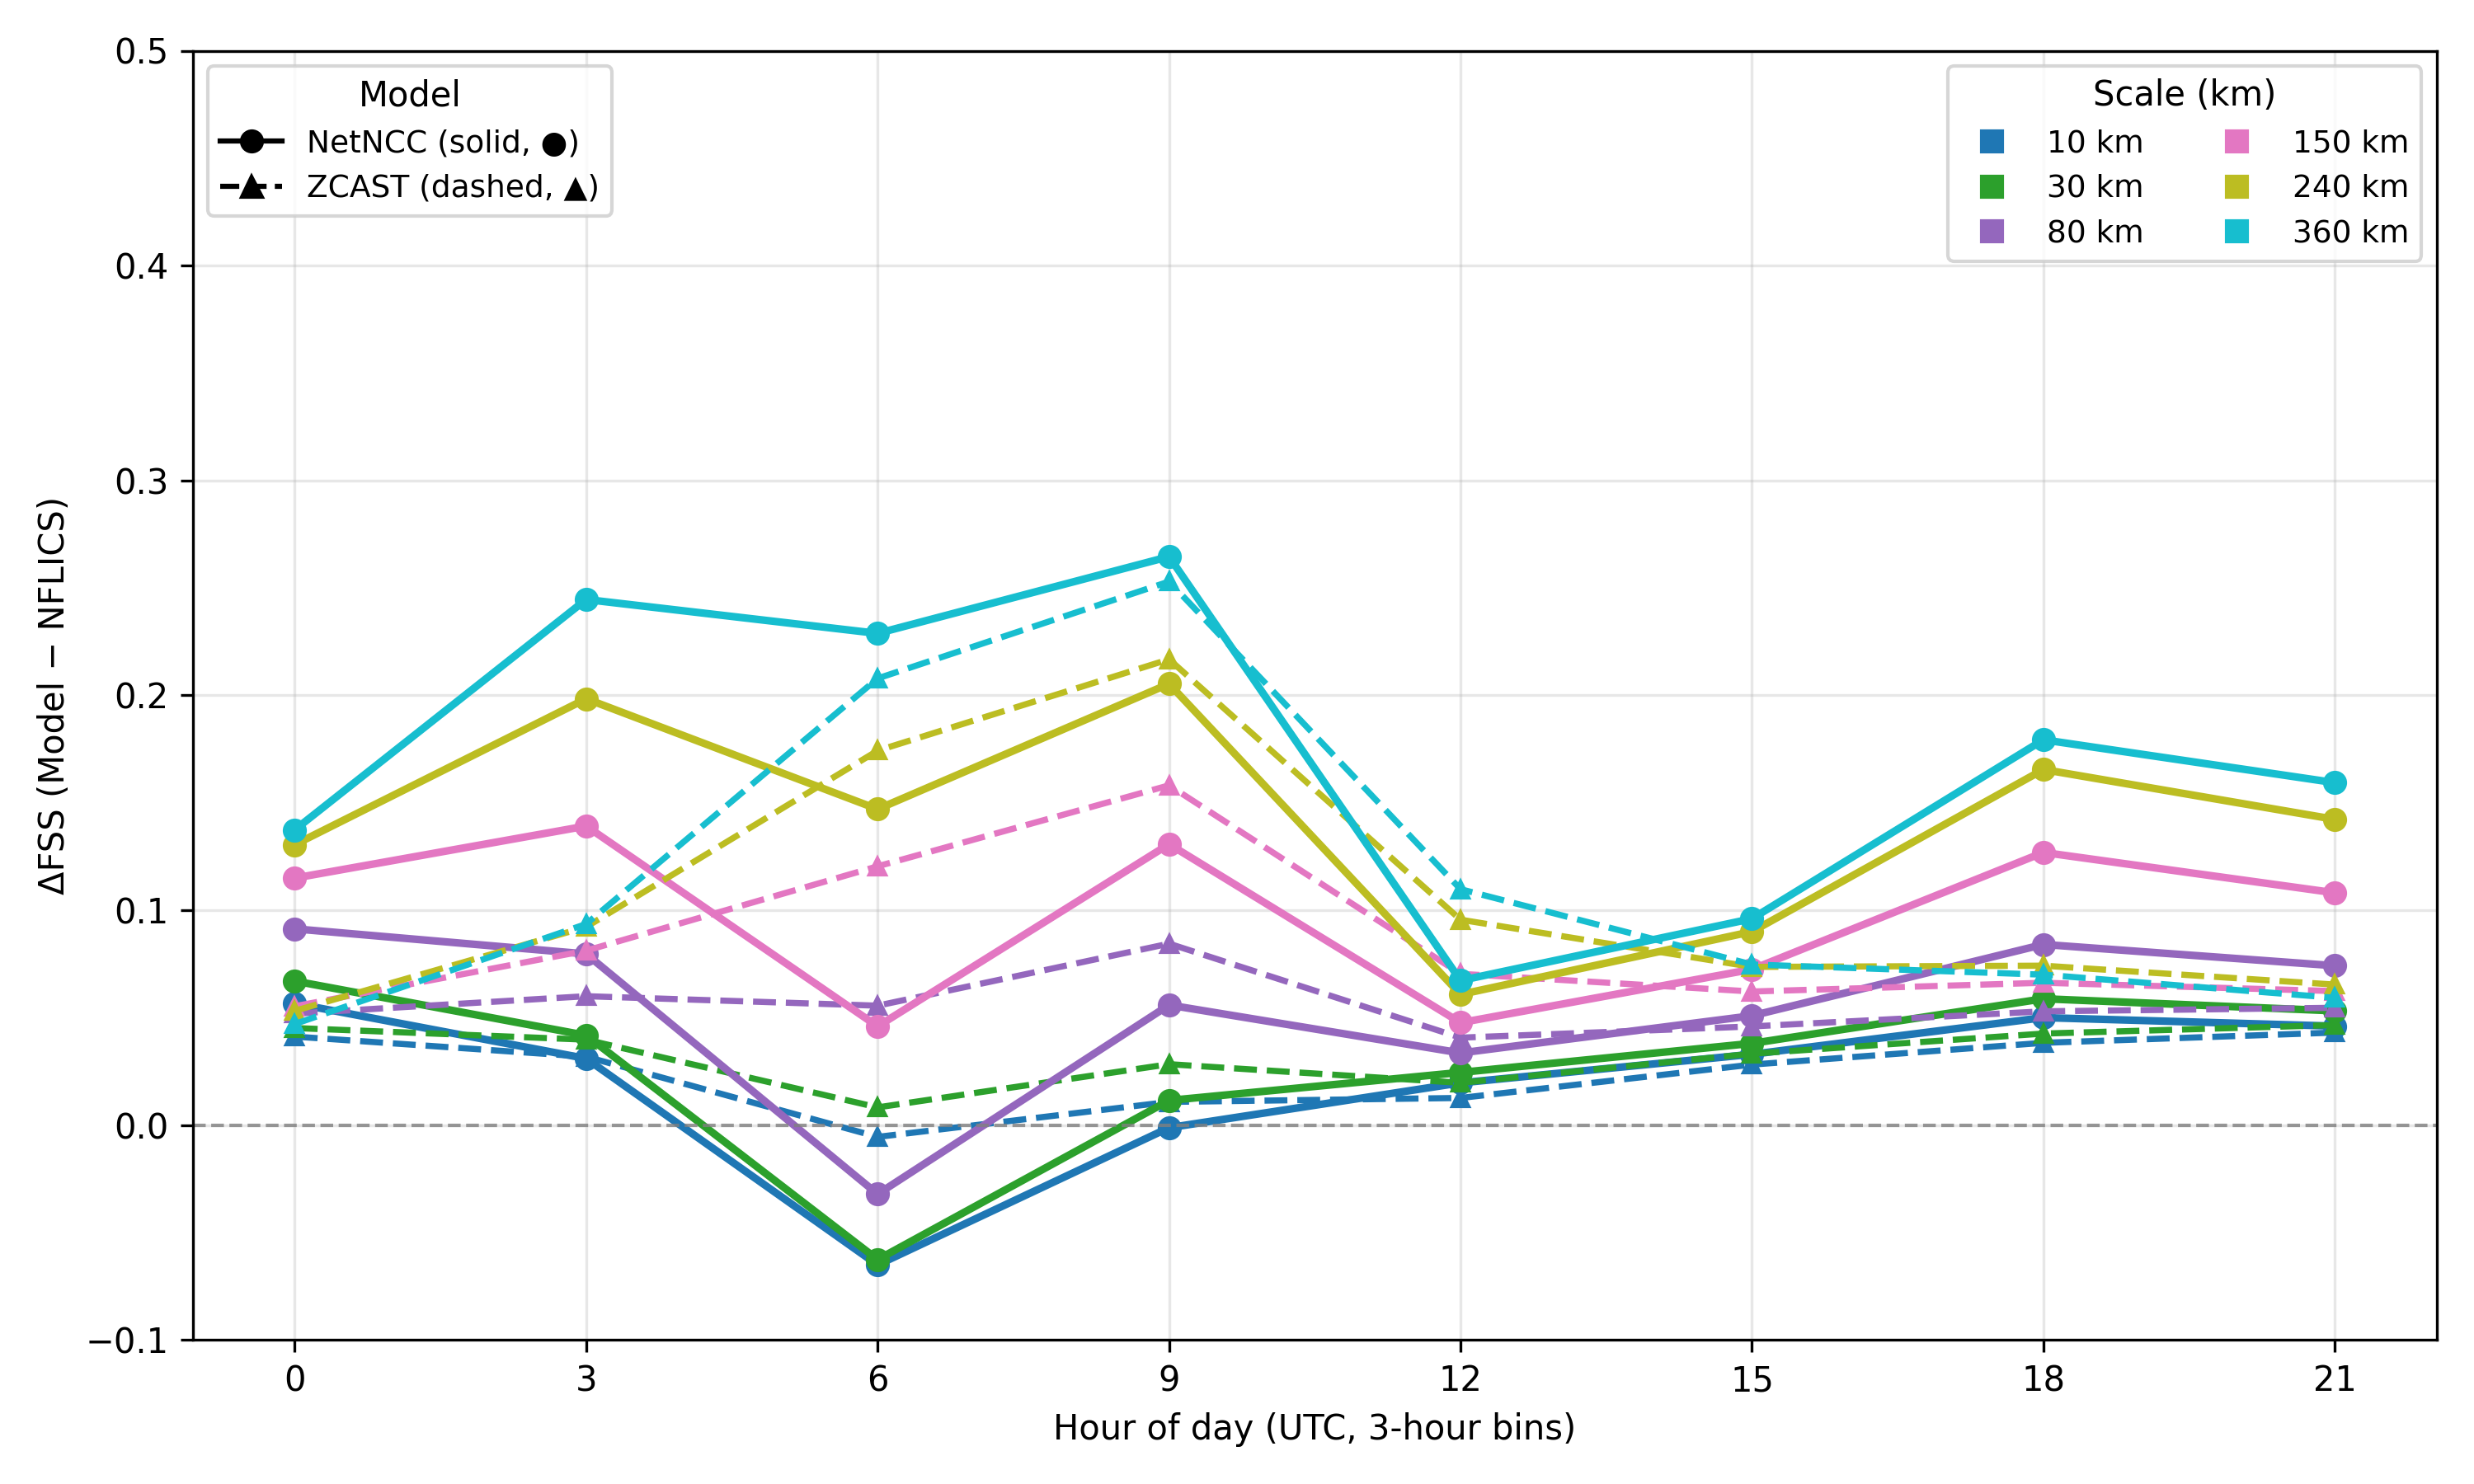 0.5
0.4
0.3
0.2
0.1
0.0
−0.1
ΔFSS (Model − NFLICS)
Model
NetNCC (solid, ●)
ZCAST (dashed, ▲)
Scale (km)
10 km
30 km
80 km
150 km
240 km
360 km
0 3 6 9 12 15 18 21
Hour of day (UTC, 3-hour bins)